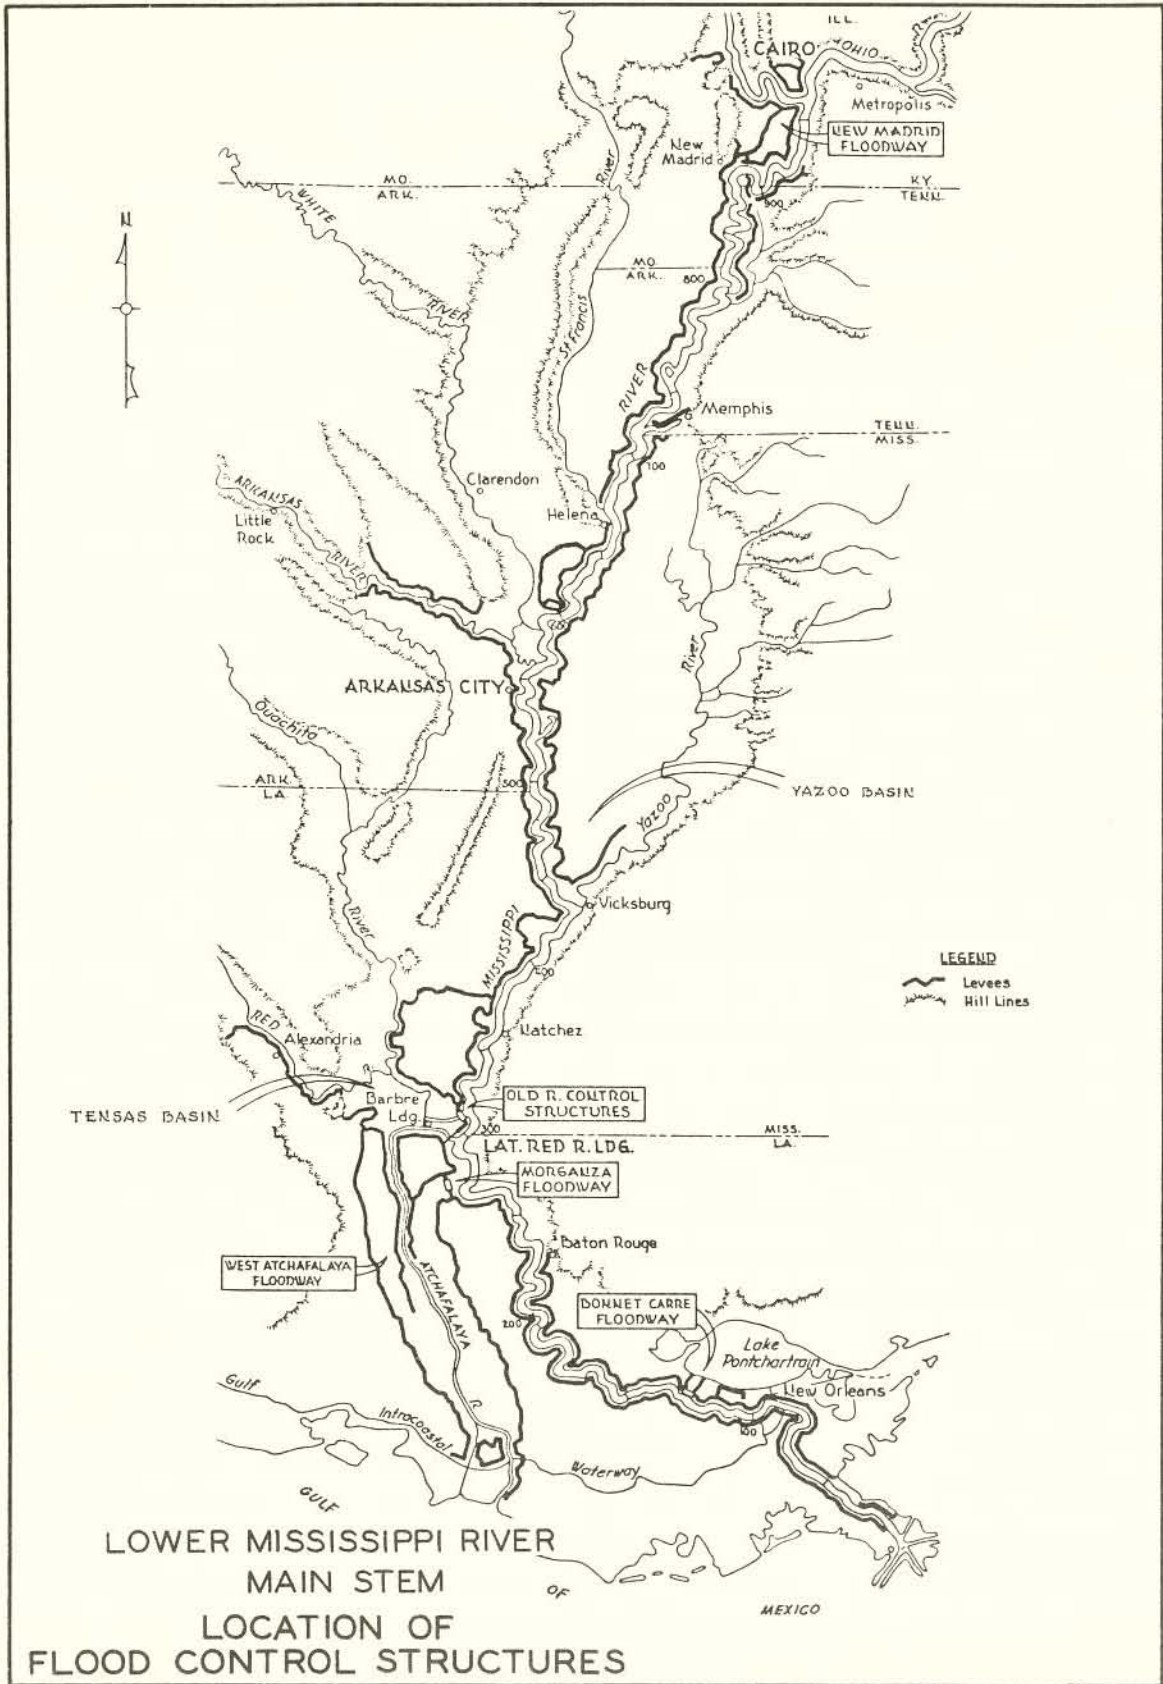 ILL.
CAIRO
OHIO
R
Metropolis
NEW MADRID
FLOODWAY
New
Madrid
MO.
ARK.
River
KY.
TENN.
900
WHITE
RIVER
N
MO.
ARK.
800
St Francis
RIVER
Memphis
TENN.
MISS.
700
Clarendon
ARKANSAS
Little
Rock
RIVER
Helena
600
River
ARKANSAS CITY
Ouachita
ARK.
LA.
500
YAZOO BASIN
Yazoo
Vicksburg
River
MISSISSIPPI
400
LEGEND
Levees
Hill Lines
RED
Alexandria
Natchez
R.
Barbre
Ldg.
OLD R. CONTROL
STRUCTURES
TENSAS BASIN
300
MISS.
LA.
LAT. RED R. LDG.
MORGANZA
FLOODWAY
Baton Rouge
WEST ATCHAFALAYA
FLOODWAY
ATCHAFALAYA
R.
BONNET CARRE
FLOODWAY
200
Lake
Pontchartrain
New Orleans
100
Gulf
Intracoastal
Waterway
GULF
OF
MEXICO
LOWER MISSISSIPPI RIVER
MAIN STEM
LOCATION OF
FLOOD CONTROL STRUCTURES